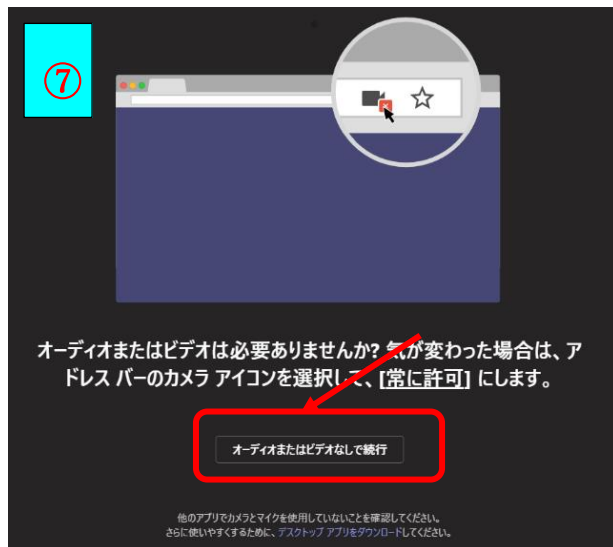 ⑦
オーディオまたはビデオは必要ありませんか? 気が変わった場合は、ア
ドレス バーのカメラ アイコンを選択して、[常に許可] にします。
オーディオまたはビデオなしで続行
他のアプリでカメラとマイクを使用していないことを確認してください。
さらに使いやすくするために、デスクトップ アプリをダウンロードしてください。